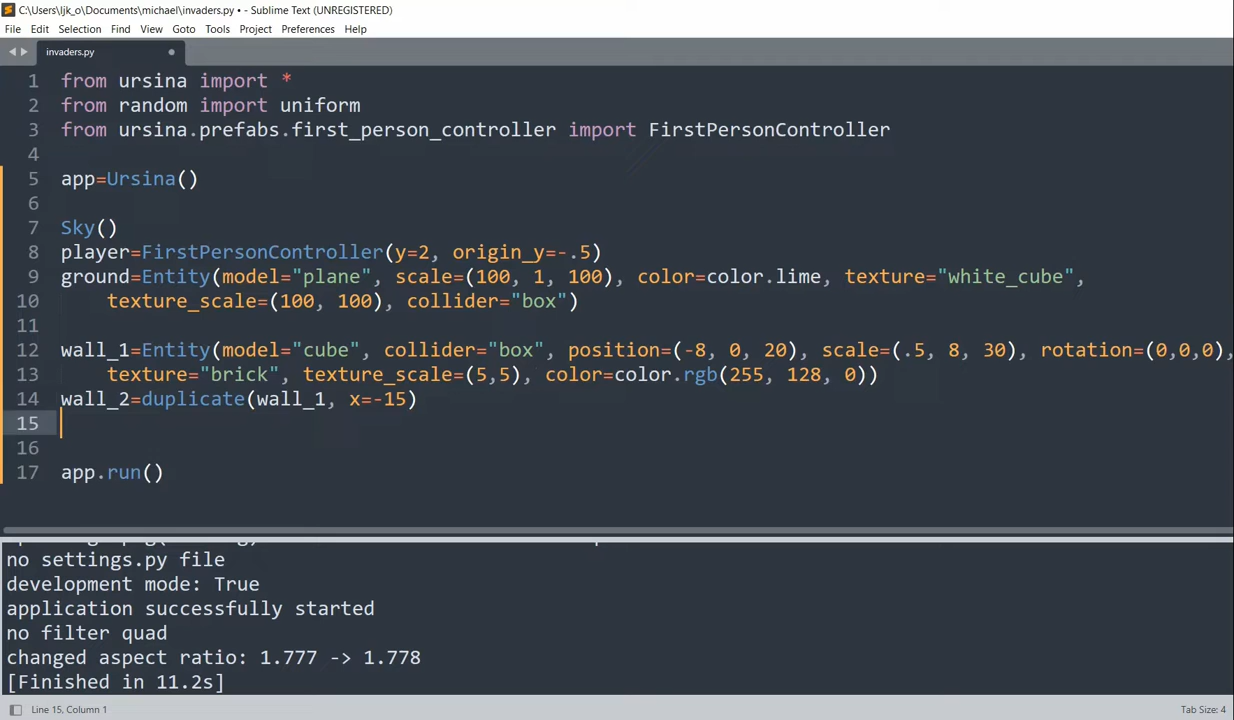 C:\Users\ljk_o\Documents\michael\invaders.py • - Sublime Text (UNREGISTERED)
File Edit Selection Find View Goto Tools Project Preferences Help
invaders.py
1 from ursina import *
2 from random import uniform
3 from ursina.prefabs.first_person_controller import FirstPersonController
4
5 app=Ursina()
6
7 Sky()
8 player=FirstPersonController(y=2, origin_y=-.5)
9 ground=Entity(model="plane", scale=(100, 1, 100), color=color.lime, texture="white_cube",
10 texture_scale=(100, 100), collider="box")
11
12 wall_1=Entity(model="cube", collider="box", position=(-8, 0, 20), scale=(.5, 8, 30), rotation=(0,0,0),
13 texture="brick", texture_scale=(5,5), color=color.rgb(255, 128, 0))
14 wall_2=duplicate(wall_1, x=-15)
15
16
17 app.run()
no settings.py file
development mode: True
application successfully started
no filter quad
changed aspect ratio: 1.777 -> 1.778
[Finished in 11.2s]
Line 15, Column 1
Tab Size: 4